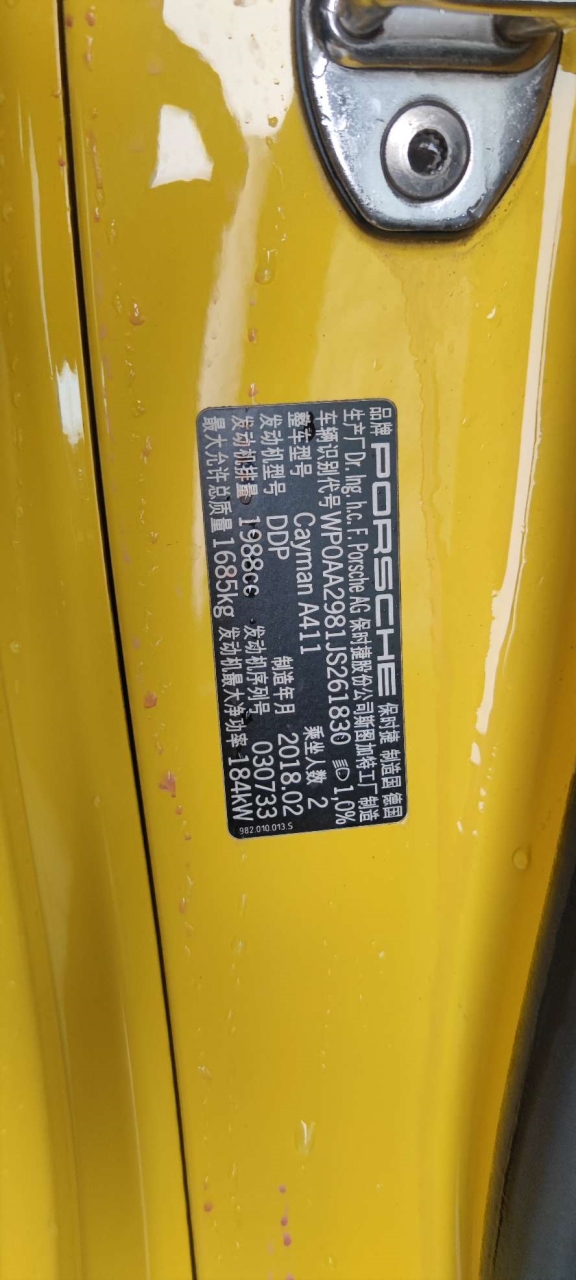 品牌 PORSCHE 保时捷 制造国 德国
生产厂 Dr. Ing. h.c. F. Porsche AG 保时捷股份公司斯图加特工厂 制造
车辆识别代号 WP0AA2981JS261830 1,0%
整车型号 Cayman A411 乘坐人数 2
发动机型号 DDP 制造年月 2018.02
发动机排量 1988cc 发动机序列号 030733
最大允许总质量 1685kg 发动机最大净功率 184kW
982.010.013.S